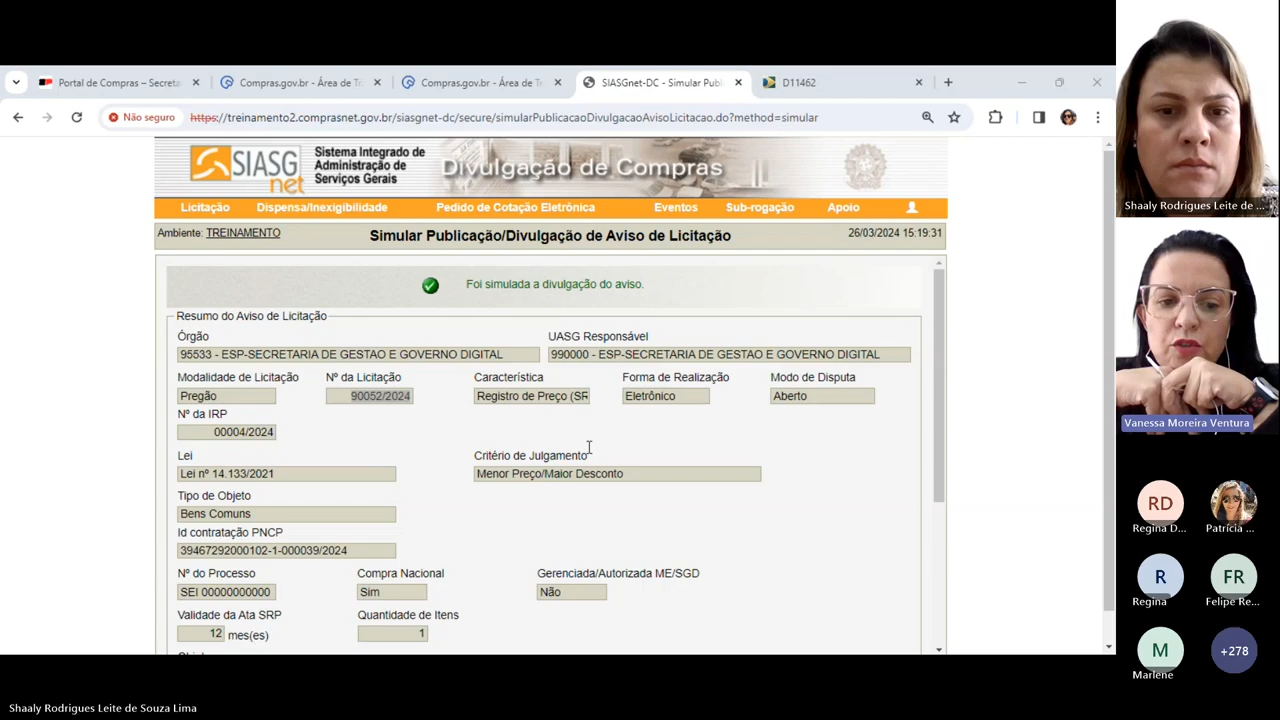 Portal de Compras – Secreta
Compras.gov.br - Área de Tr
Compras.gov.br - Área de Tr
SIASGnet-DC - Simular Publ
D11462
Não seguro
https://treinamento2.comprasnet.gov.br/siasgnet-dc/secure/simularPublicacaoDivulgacaoAvisoLicitacao.do?method=simular
SIASG
net
Sistema Integrado de
Administração de
Serviços Gerais
Divulgação de Compras
Licitação Dispensa/Inexigibilidade Pedido de Cotação Eletrônica Eventos Sub-rogação Apoio
Ambiente: TREINAMENTO
Simular Publicação/Divulgação de Aviso de Licitação
26/03/2024 15:19:31
Foi simulada a divulgação do aviso.
Resumo do Aviso de Licitação
Órgão UASG Responsável
95533 - ESP-SECRETARIA DE GESTAO E GOVERNO DIGITAL 990000 - ESP-SECRETARIA DE GESTAO E GOVERNO DIGITAL
Modalidade de Licitação Nº da Licitação Característica Forma de Realização Modo de Disputa
Pregão 90052/2024 Registro de Preço (SR Eletrônico Aberto
Nº da IRP
00004/2024
Lei Critério de Julgamento
Lei nº 14.133/2021 Menor Preço/Maior Desconto
Tipo de Objeto
Bens Comuns
Id contratação PNCP
39467292000102-1-000039/2024
Nº do Processo Compra Nacional Gerenciada/Autorizada ME/SGD
SEI 00000000000 Sim Não
Validade da Ata SRP Quantidade de Itens
12 mes(es) 1
Shaaly Rodrigues Leite de ...
Vanessa Moreira Ventura
RD
Regina D...
Patrícia ...
R
Regina
FR
Felipe Re...
M
Marlene
+278
Shaaly Rodrigues Leite de Souza Lima